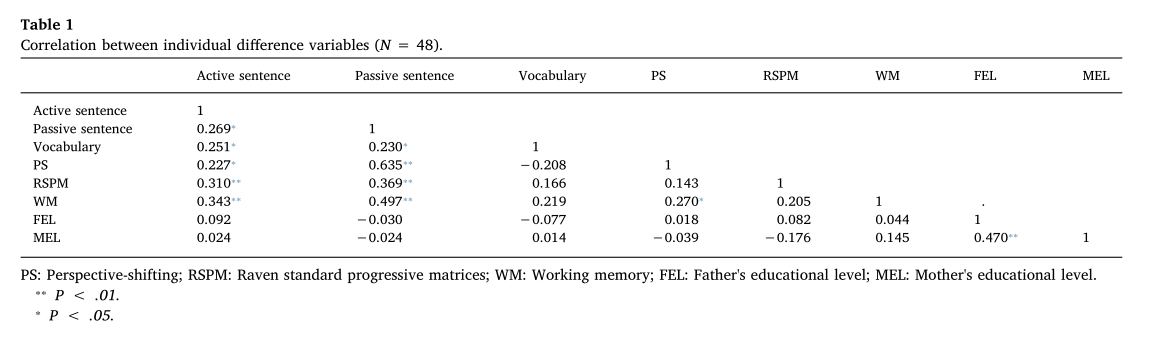 Table 1
Correlation between individual difference variables (N = 48).
Active sentence Passive sentence Vocabulary PS RSPM WM FEL MEL
Active sentence 1
Passive sentence 0.269* 1
Vocabulary 0.251* 0.230* 1
PS 0.227* 0.635** −0.208 1
RSPM 0.310** 0.369** 0.166 0.143 1
WM 0.343** 0.497** 0.219 0.270* 0.205 1 .
FEL 0.092 −0.030 −0.077 0.018 0.082 0.044 1
MEL 0.024 −0.024 0.014 −0.039 −0.176 0.145 0.470** 1
PS: Perspective-shifting; RSPM: Raven standard progressive matrices; WM: Working memory; FEL: Father's educational level; MEL: Mother's educational level.
** P < .01.
* P < .05.